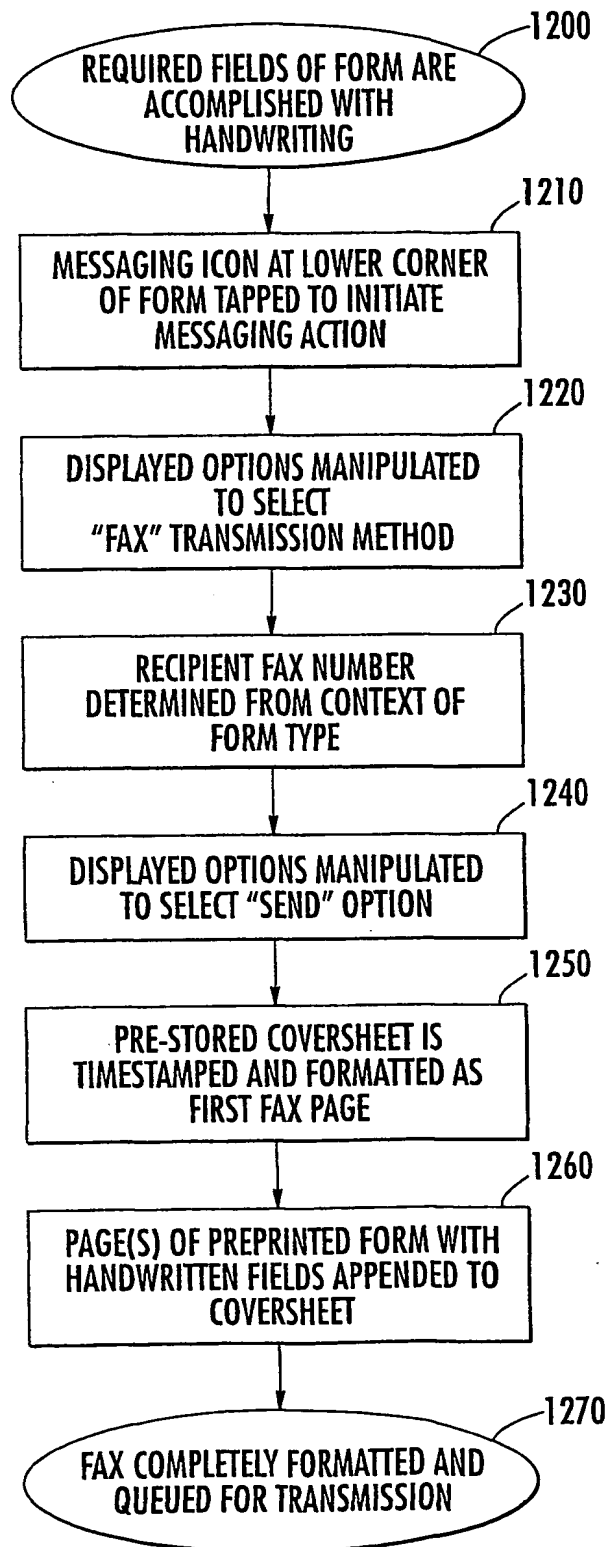 1200
REQUIRED FIELDS OF FORM ARE
ACCOMPLISHED WITH
HANDWRITING
1210
MESSAGING ICON AT LOWER CORNER
OF FORM TAPPED TO INITIATE
MESSAGING ACTION
1220
DISPLAYED OPTIONS MANIPULATED
TO SELECT
“FAX” TRANSMISSION METHOD
1230
RECIPIENT FAX NUMBER
DETERMINED FROM CONTEXT OF
FORM TYPE
1240
DISPLAYED OPTIONS MANIPULATED
TO SELECT “SEND” OPTION
1250
PRE-STORED COVERSHEET IS
TIMESTAMPED AND FORMATTED AS
FIRST FAX PAGE
1260
PAGE(S) OF PREPRINTED FORM WITH
HANDWRITTEN FIELDS APPENDED TO
COVERSHEET
1270
FAX COMPLETELY FORMATTED AND
QUEUED FOR TRANSMISSION